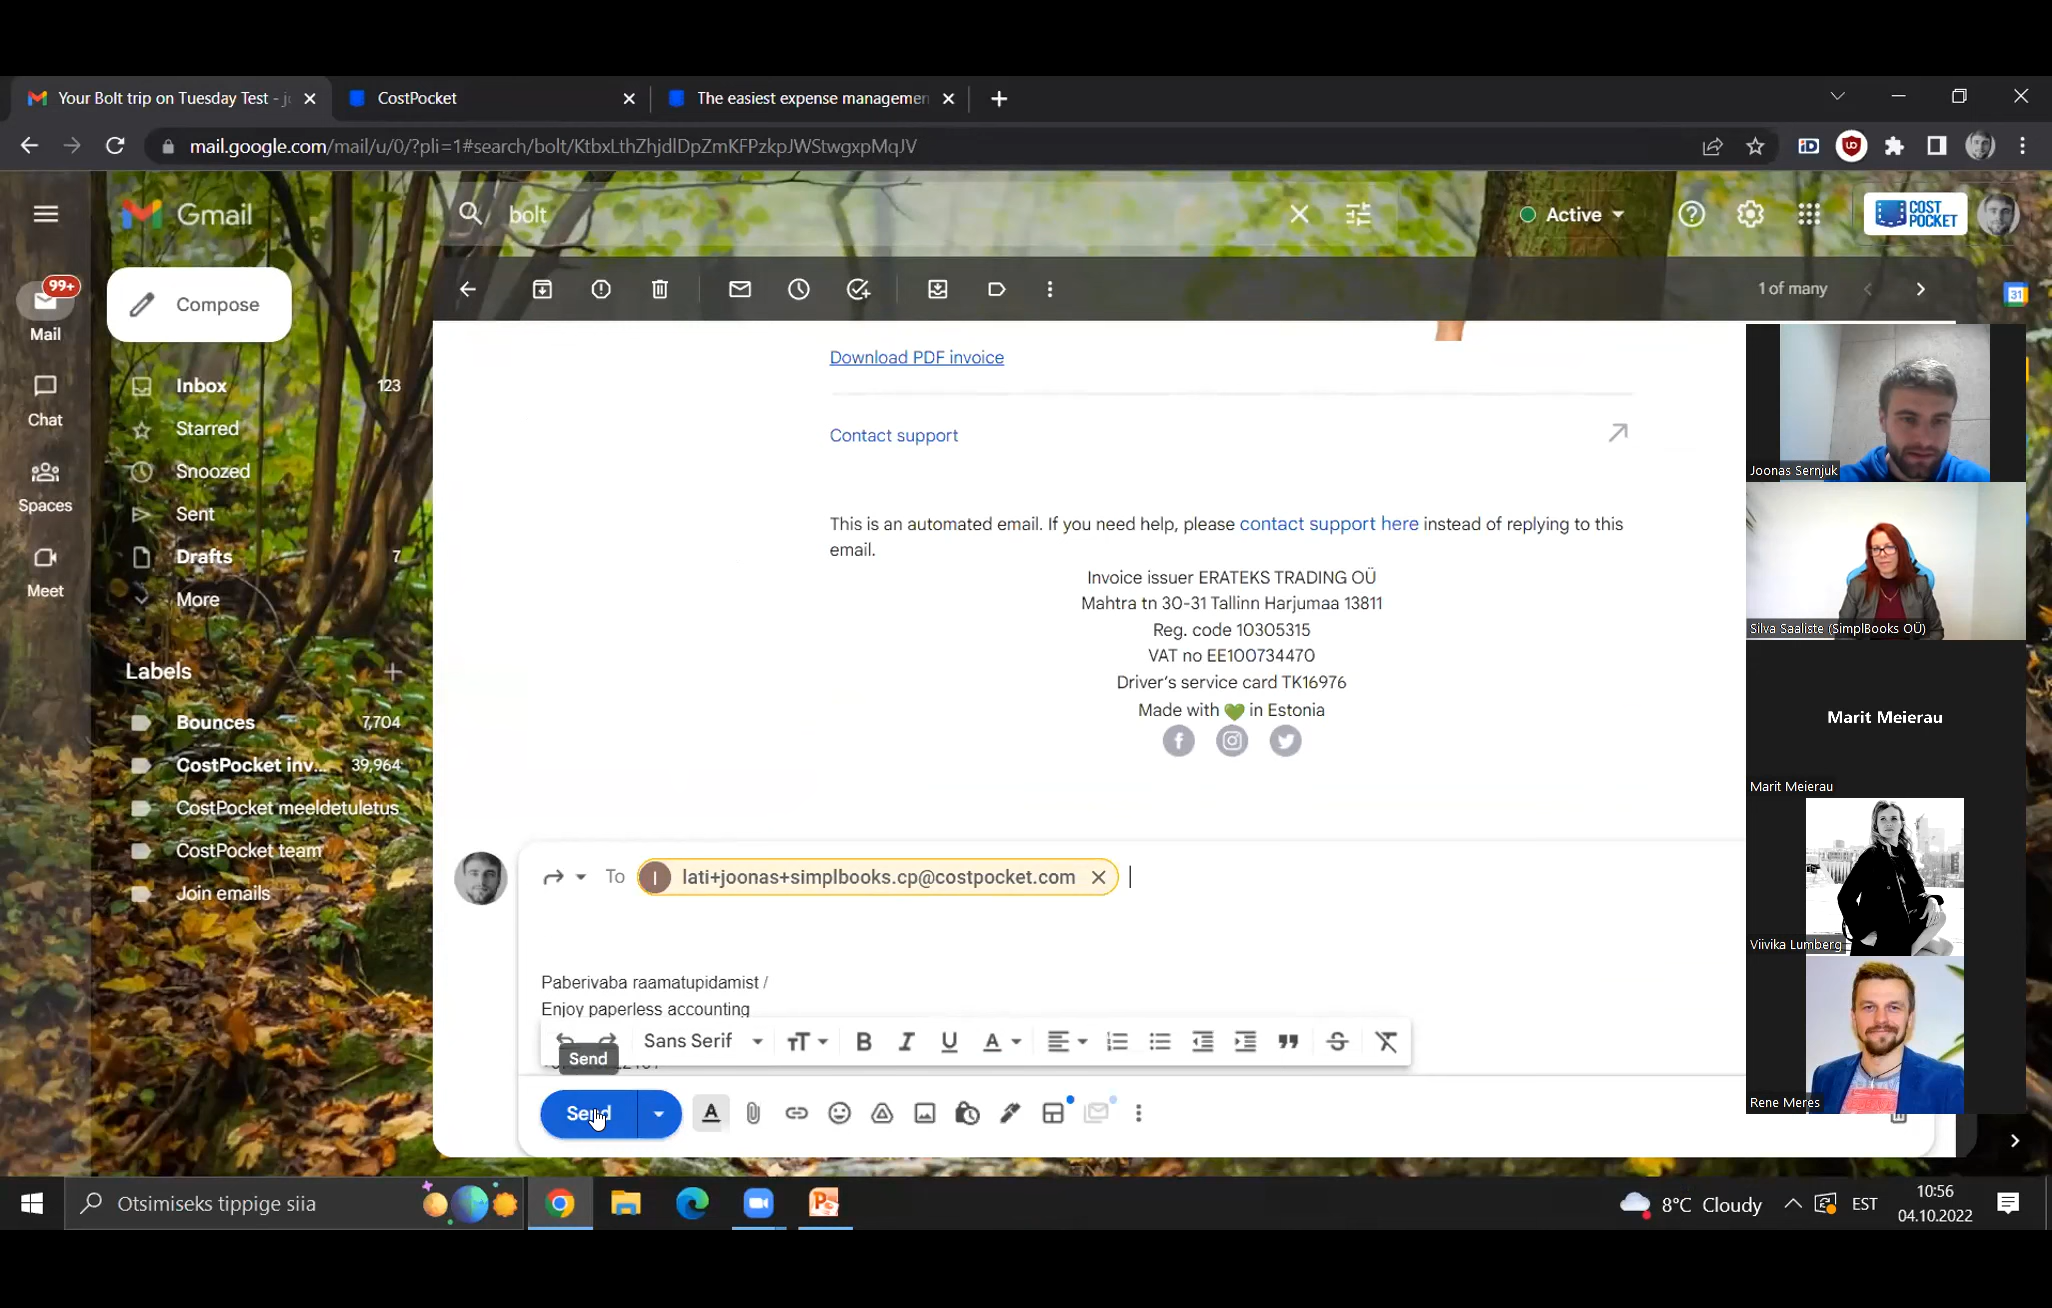 Your Bolt trip on Tuesday Test - j
CostPocket
The easiest expense managemen
mail.google.com/mail/u/0/?pli=1#search/bolt/KtbxLthZhjdlDpZmKFPzkpJWStwgxpMqJV
iD
Gmail
bolt
Active
COST POCKET
99+
Mail
Compose
1 of many
31
Inbox 123
Starred
Snoozed
Sent
Drafts 7
More
Chat
Spaces
Meet
Labels
Bounces 7,704
CostPocket inv... 39,964
CostPocket meeldetuletus
CostPocket team
Join emails
Download PDF invoice
Contact support
This is an automated email. If you need help, please contact support here instead of replying to this
email.
Invoice issuer ERATEKS TRADING OÜ
Mahtra tn 30-31 Tallinn Harjumaa 13811
Reg. code 10305315
VAT no EE100734470
Driver's service card TK16976
Made with 💚 in Estonia
To lati+joonas+simplbooks.cp@costpocket.com
Paberivaba raamatupidamist /
Enjoy paperless accounting
Sans Serif
Send
Send
Joonas Sernjuk
Silva Saaliste (SimplBooks OÜ)
Marit Meierau
Marit Meierau
Viivika Lumberg
Rene Meres
Otsimiseks tippige siia
8°C Cloudy
EST
10:56
04.10.2022